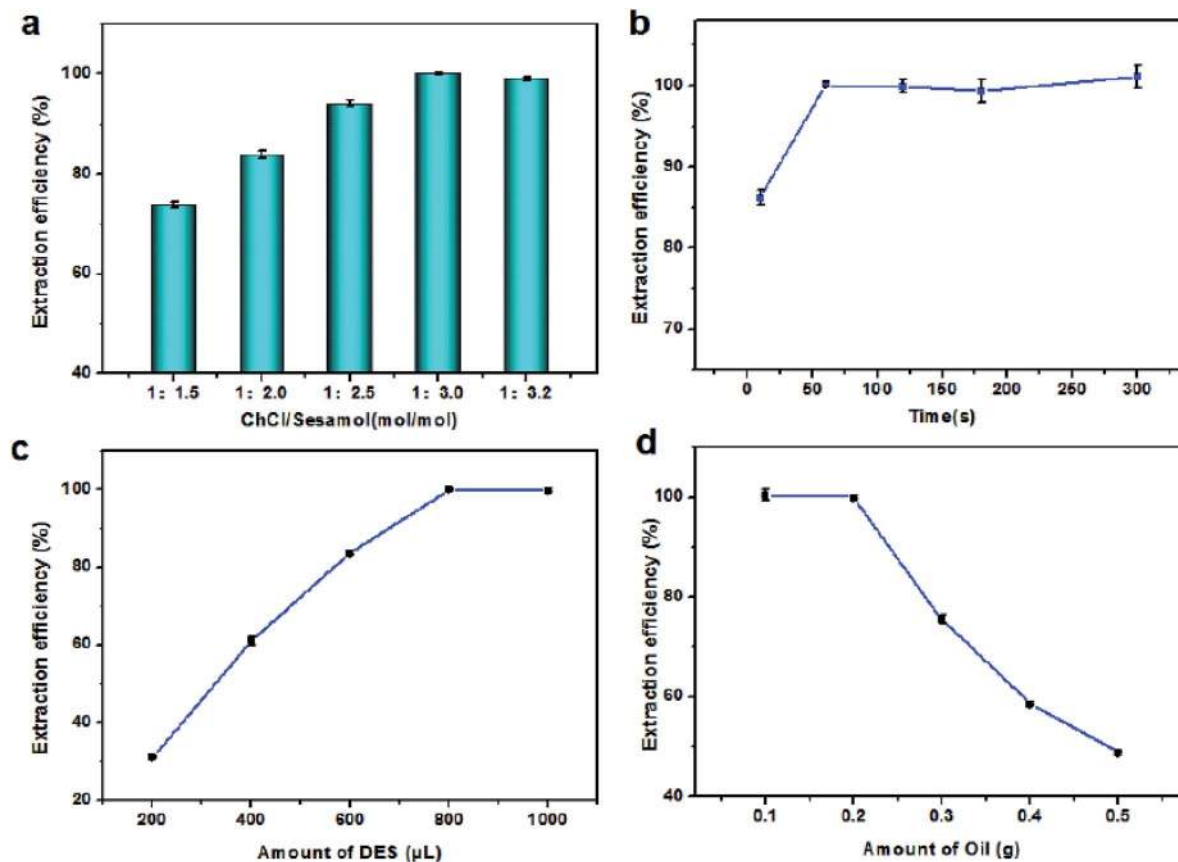 a
Extraction efficiency (%)
100
80
60
40
1: 1.5 1: 2.0 1: 2.5 1: 3.0 1: 3.2
ChCl/Sesamol(mol/mol)
b
Extraction efficiency (%)
100
90
80
70
0 50 100 150 200 250 300
Time(s)
c
Extraction efficiency (%)
100
80
60
40
20
200 400 600 800 1000
Amount of DES (µL)
d
Extraction efficiency (%)
100
80
60
40
0.1 0.2 0.3 0.4 0.5
Amount of Oil (g)